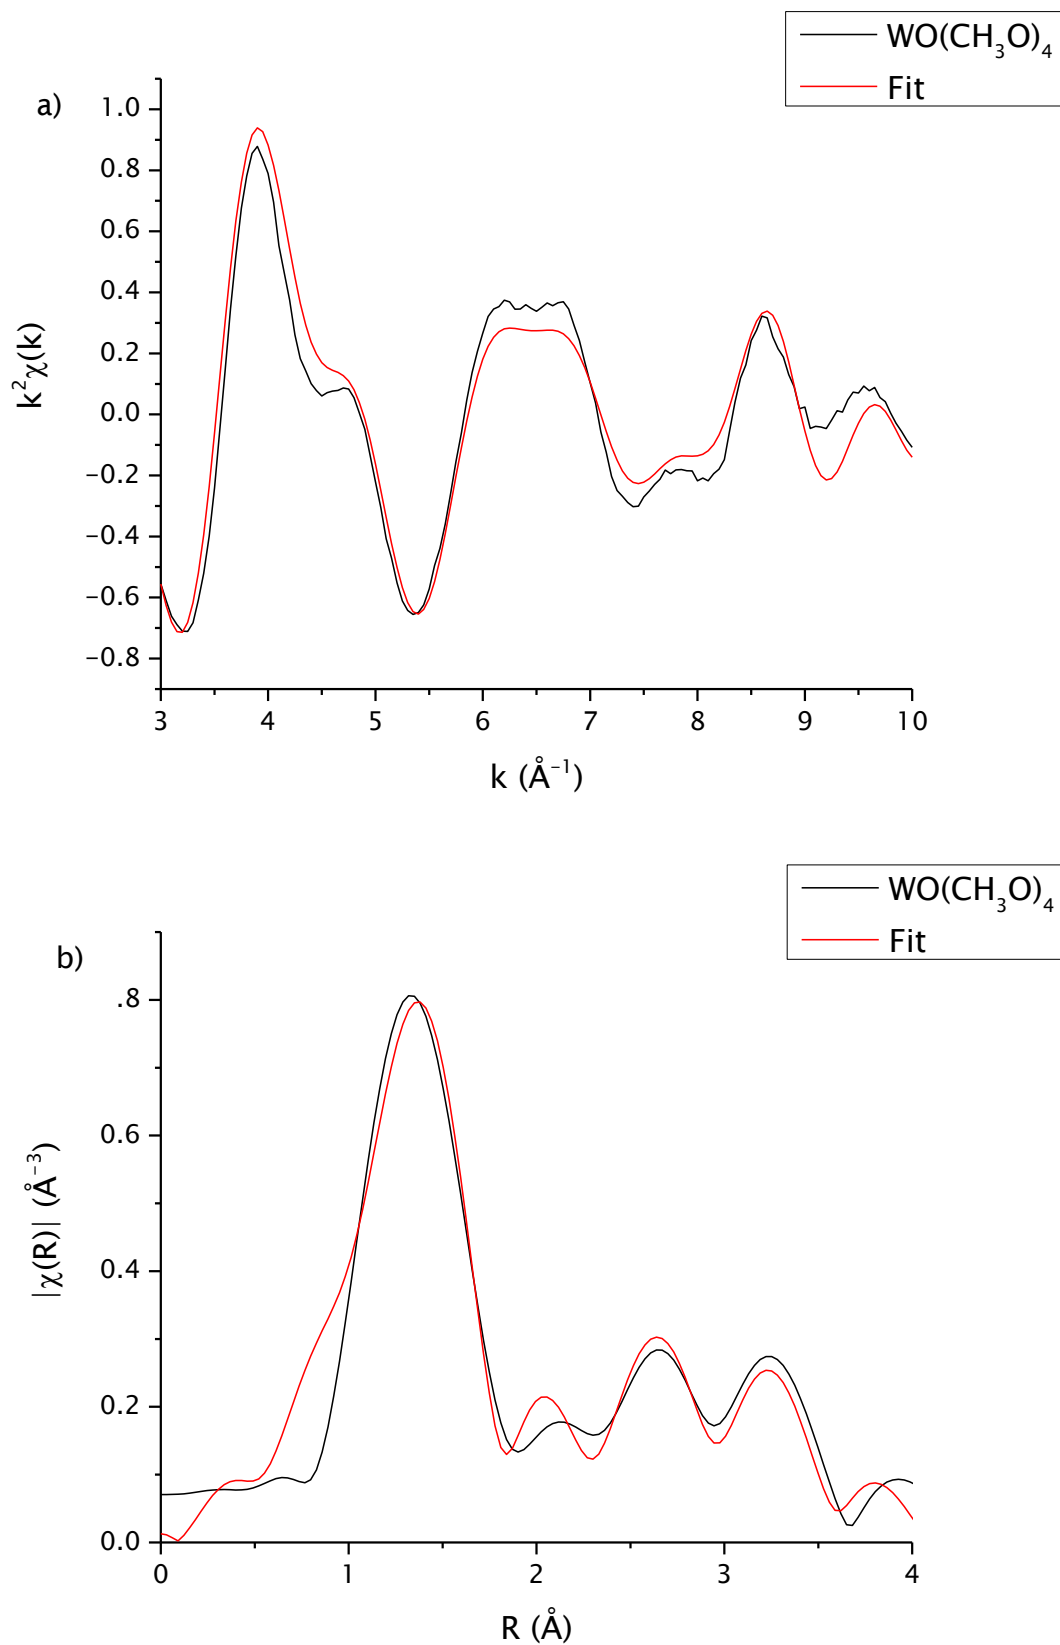 WO(CH₃O)₄
Fit
a)
1.0
0.8
0.6
0.4
0.2
0.0
−0.2
−0.4
−0.6
−0.8
k²χ(k)
3 4 5 6 7 8 9 10
k (Å⁻¹)
WO(CH₃O)₄
Fit
b)
.8
0.6
0.4
0.2
0.0
|χ(R)| (Å⁻³)
0 1 2 3 4
R (Å)